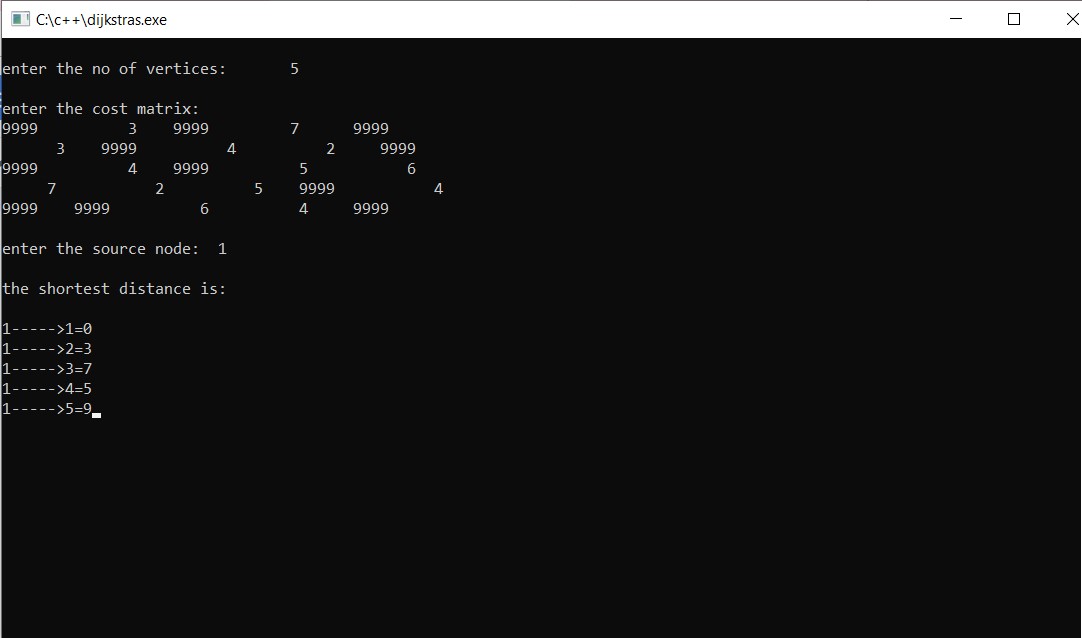 C:\c++\dijkstras.exe
enter the no of vertices:       5
enter the cost matrix:
9999          3    9999         7      9999
      3    9999          4          2     9999
9999          4    9999          5           6
     7           2          5    9999           4
9999    9999          6          4     9999
enter the source node:  1
the shortest distance is:
1----->1=0
1----->2=3
1----->3=7
1----->4=5
1----->5=9